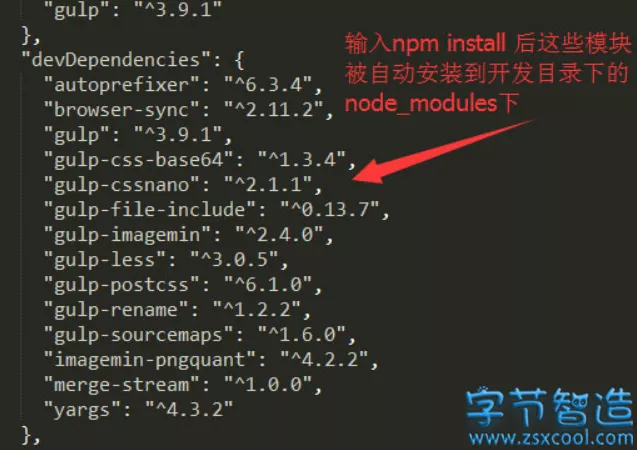 "gulp": "^3.9.1"
},
"devDependencies": {
"autoprefixer": "^6.3.4",
"browser-sync": "^2.11.2",
"gulp": "^3.9.1",
"gulp-css-base64": "^1.3.4",
"gulp-cssnano": "^2.1.1",
"gulp-file-include": "^0.13.7",
"gulp-imagemin": "^2.4.0",
"gulp-less": "^3.0.5",
"gulp-postcss": "^6.1.0",
"gulp-rename": "^1.2.2",
"gulp-sourcemaps": "^1.6.0",
"imagemin-pngquant": "^4.2.2",
"merge-stream": "^1.0.0",
"yargs": "^4.3.2"
},
输入npm install 后这些模块
被自动安装到开发目录下的
node_modules下
字节智造
www.zsxcool.com